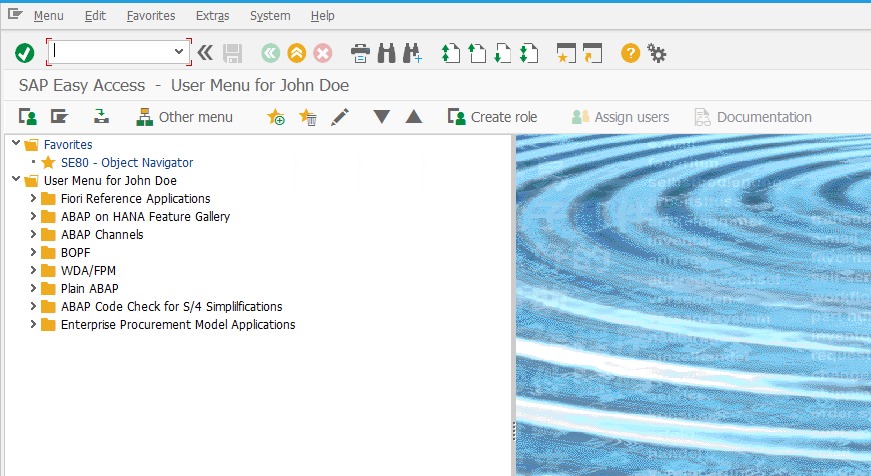 Menu Edit Favorites Extras System Help
SAP Easy Access - User Menu for John Doe
Other menu Create role Assign users Documentation
Favorites
SE80 - Object Navigator
User Menu for John Doe
Fiori Reference Applications
ABAP on HANA Feature Gallery
ABAP Channels
BOPF
WDA/FPM
Plain ABAP
ABAP Code Check for S/4 Simplifications
Enterprise Procurement Model Applications